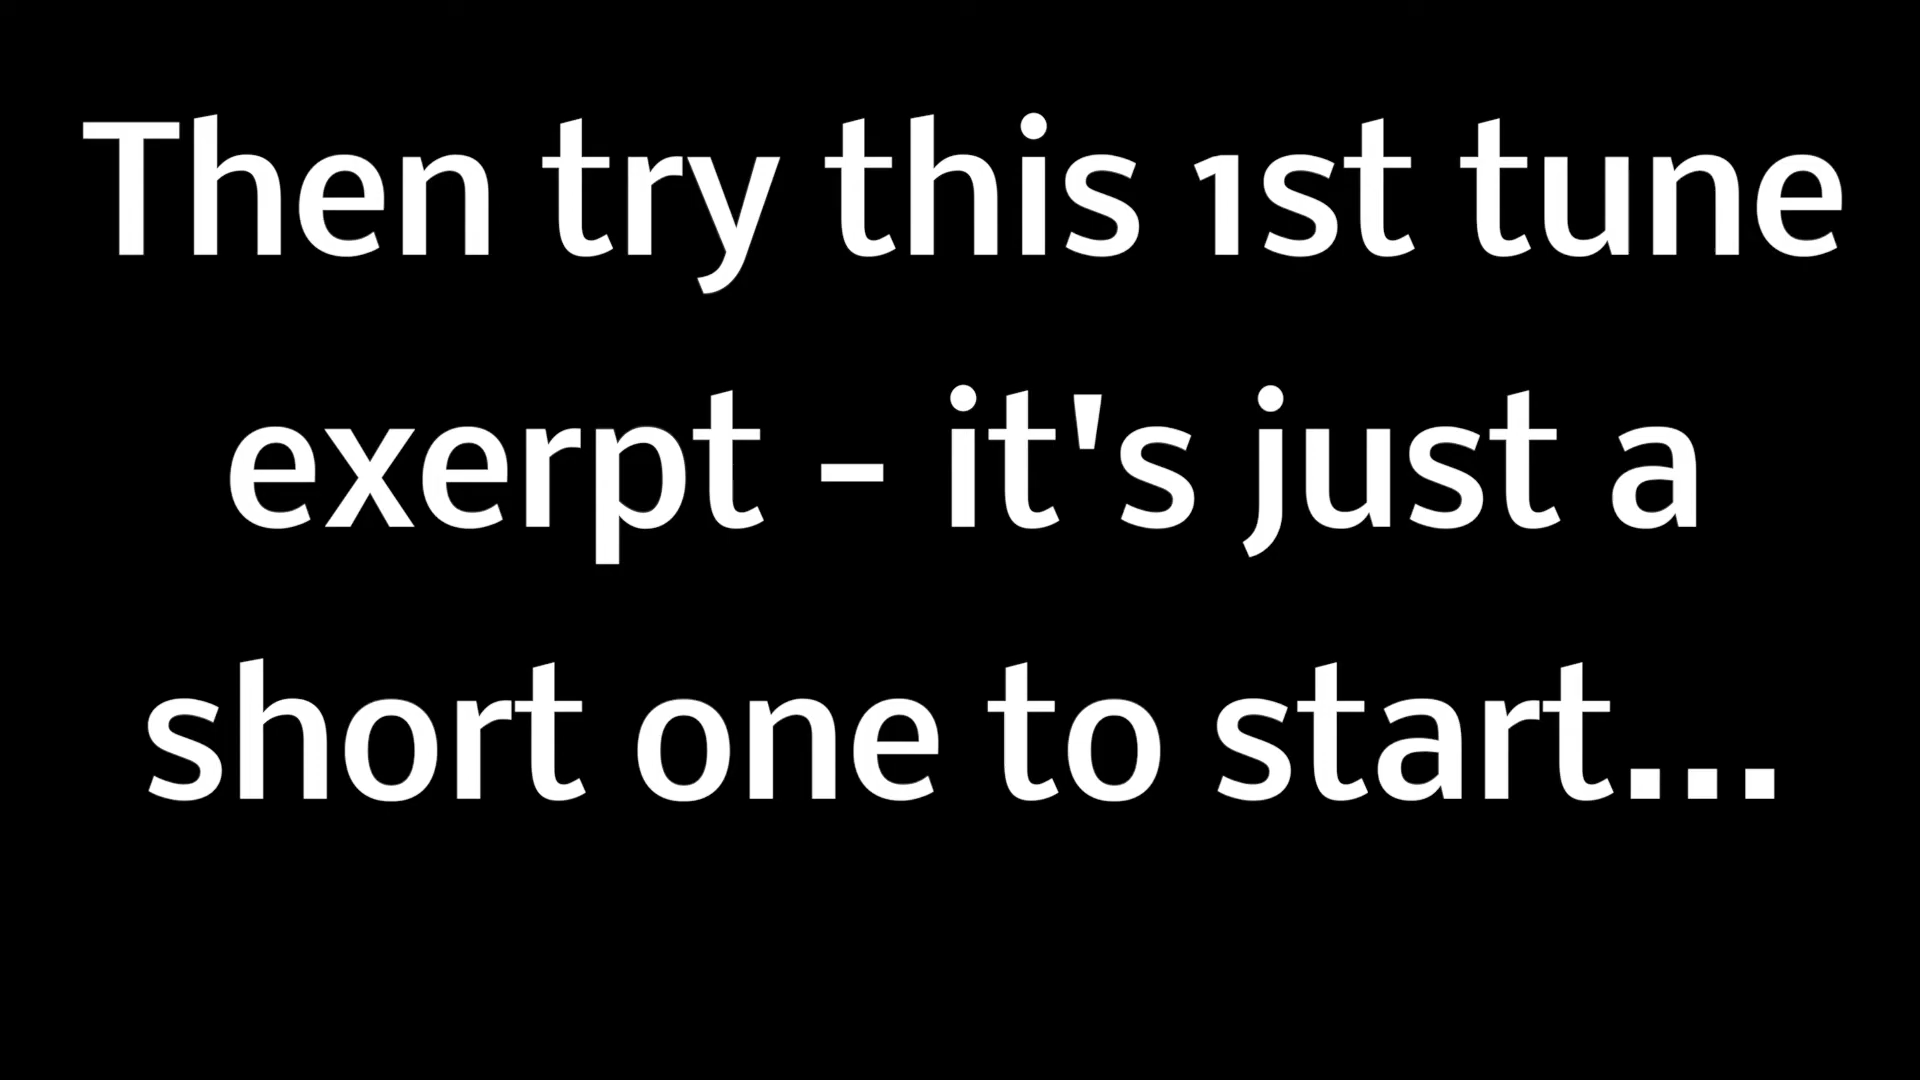 Then try this 1st tune
exerpt - it's just a
short one to start...